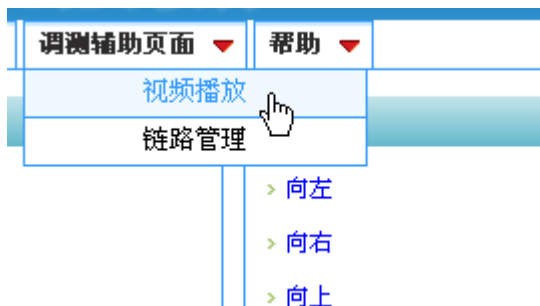 调测辅助页面 帮助
视频播放
链路管理
向左
向右
向上